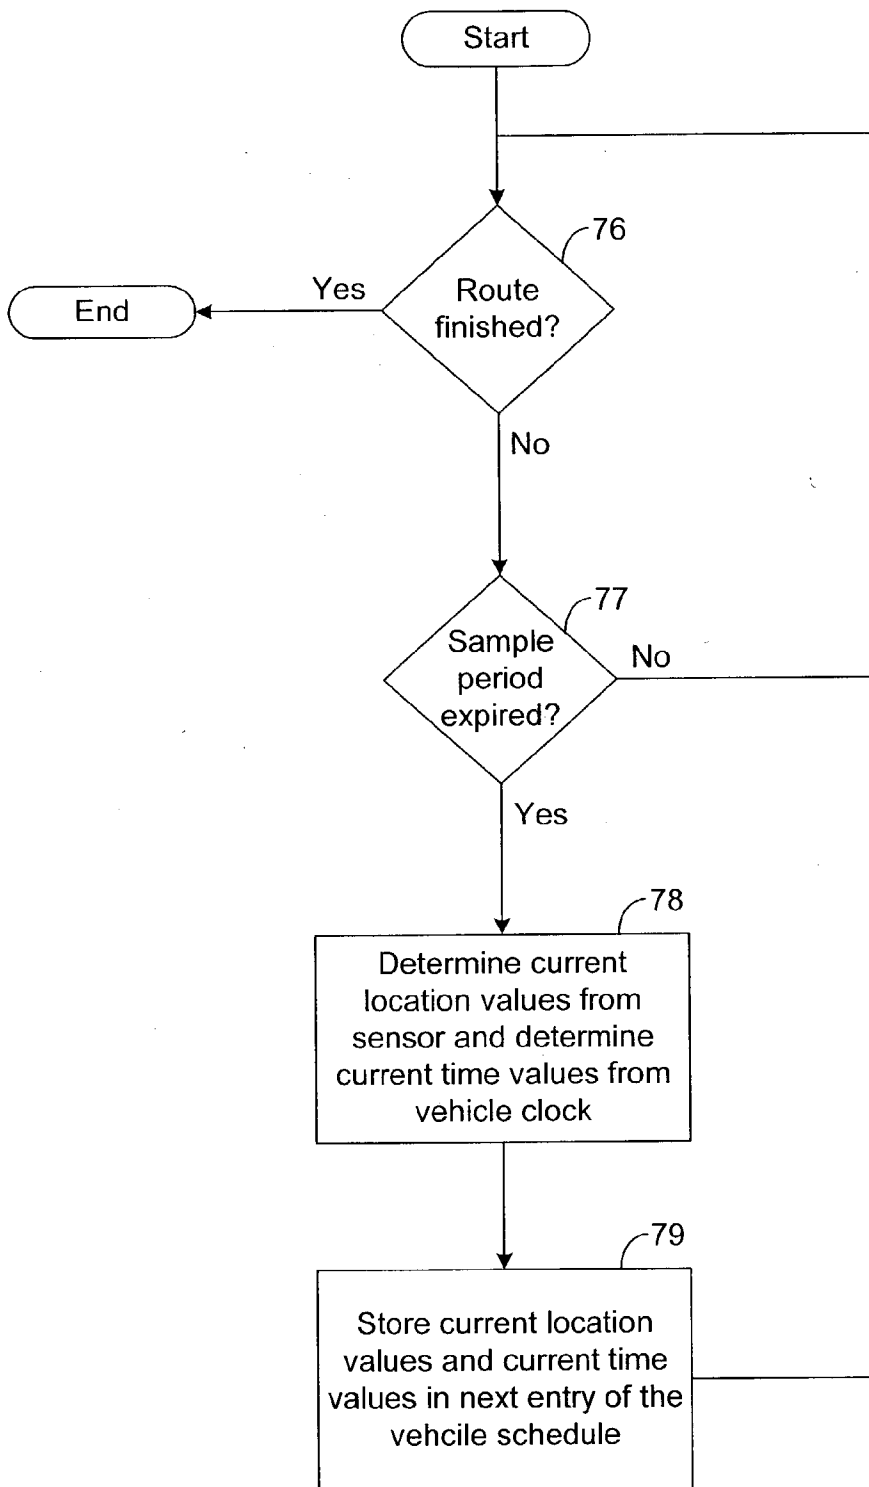 Start
76
Route
finished?
Yes
End
No
77
Sample
period
expired?
No
Yes
78
Determine current
location values from
sensor and determine
current time values from
vehicle clock
79
Store current location
values and current time
values in next entry of the
vehcile schedule